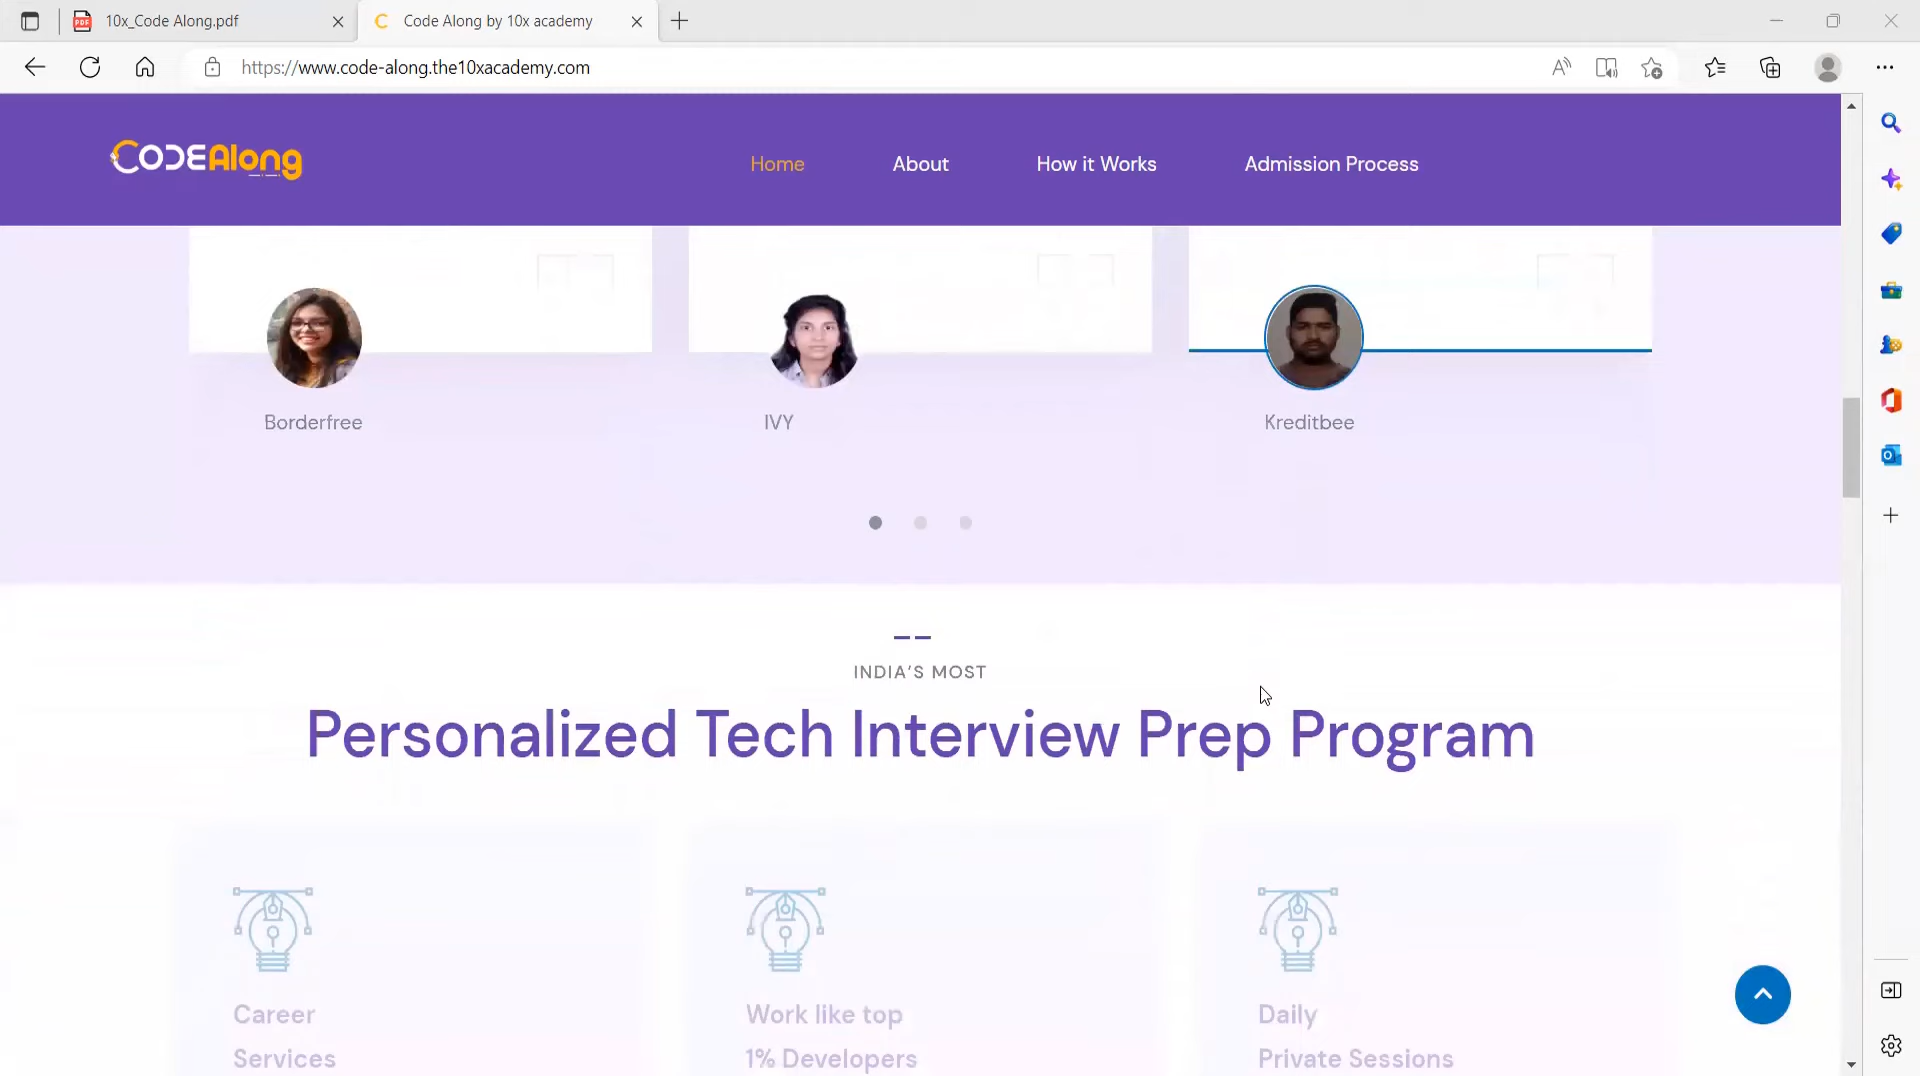 10x_Code Along.pdf
Code Along by 10x academy
https://www.code-along.the10xacademy.com
CODEAlong
Home
About
How it Works
Admission Process
Borderfree
IVY
Kreditbee
INDIA'S MOST
Personalized Tech Interview Prep Program
Career
Services
Work like top
1% Developers
Daily
Private Sessions